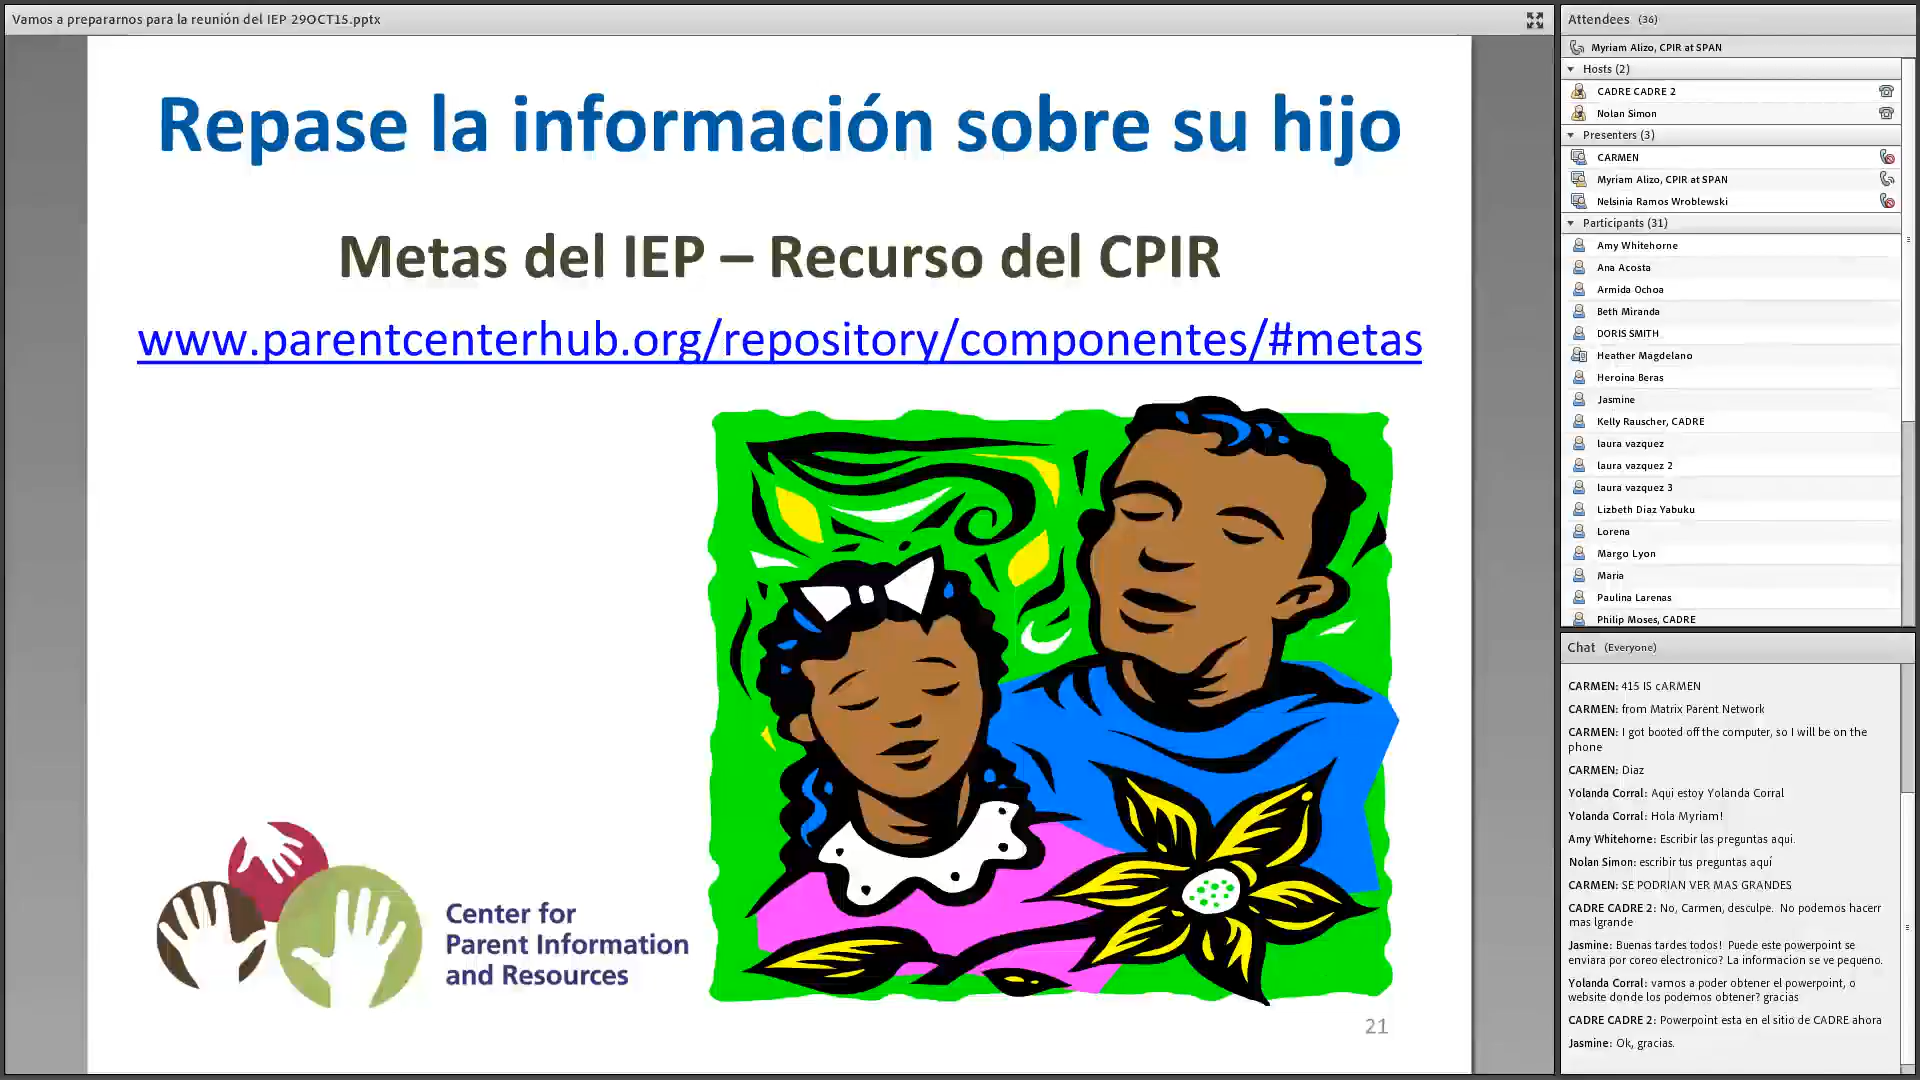 Vamos a prepararnos para la reunión del IEP 29OCT15.pptx
Repase la información sobre su hijo
Metas del IEP – Recurso del CPIR
www.parentcenterhub.org/repository/componentes/#metas
Center for
Parent Information
and Resources
21
Attendees (36)
Myriam Alizo, CPIR at SPAN
Hosts (2)
CADRE CADRE 2
Nolan Simon
Presenters (3)
CARMEN
Myriam Alizo, CPIR at SPAN
Nelsinia Ramos Wroblewski
Participants (31)
Amy Whitehorne
Ana Acosta
Armida Ochoa
Beth Miranda
DORIS SMITH
Heather Magdelano
Heroina Beras
Jasmine
Kelly Rauscher, CADRE
laura vazquez
laura vazquez 2
laura vazquez 3
Lizbeth Diaz Yabuku
Lorena
Margo Lyon
Maria
Paulina Larenas
Philip Moses, CADRE
Chat (Everyone)
CARMEN: 415 IS cARMEN
CARMEN: from Matrix Parent Network
CARMEN: I got booted off the computer, so I will be on the
phone
CARMEN: Diaz
Yolanda Corral: Aqui estoy Yolanda Corral
Yolanda Corral: Hola Myriam!
Amy Whitehorne: Escribir las preguntas aqui.
Nolan Simon: escribir tus preguntas aquí
CARMEN: SE PODRIAN VER MAS GRANDES
CADRE CADRE 2: No, Carmen, desculpe. No podemos hacerr
mas lgrande
Jasmine: Buenas tardes todos! Puede este powerpoint se
enviara por coreo electronico? La informacion se ve pequeno.
Yolanda Corral: vamos a poder obtener el powerpoint, o
website donde los podemos obtener? gracias
CADRE CADRE 2: Powerpoint esta en el sitio de CADRE ahora
Jasmine: Ok, gracias.